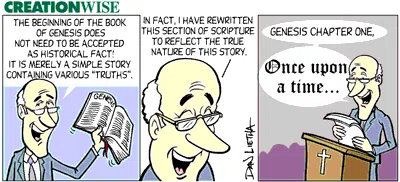 CREATIONWISE
THE BEGINNING OF THE BOOK
OF GENESIS DOES
NOT NEED TO BE ACCEPTED
AS HISTORICAL FACT!
IT IS MERELY A SIMPLE STORY
CONTAINING VARIOUS "TRUTHS".
GENESIS
IN FACT, I HAVE REWRITTEN
THIS SECTION OF SCRIPTURE
TO REFLECT THE TRUE
NATURE OF THIS STORY.
DAN LIETHA
GENESIS CHAPTER ONE,
Once upon
a time...